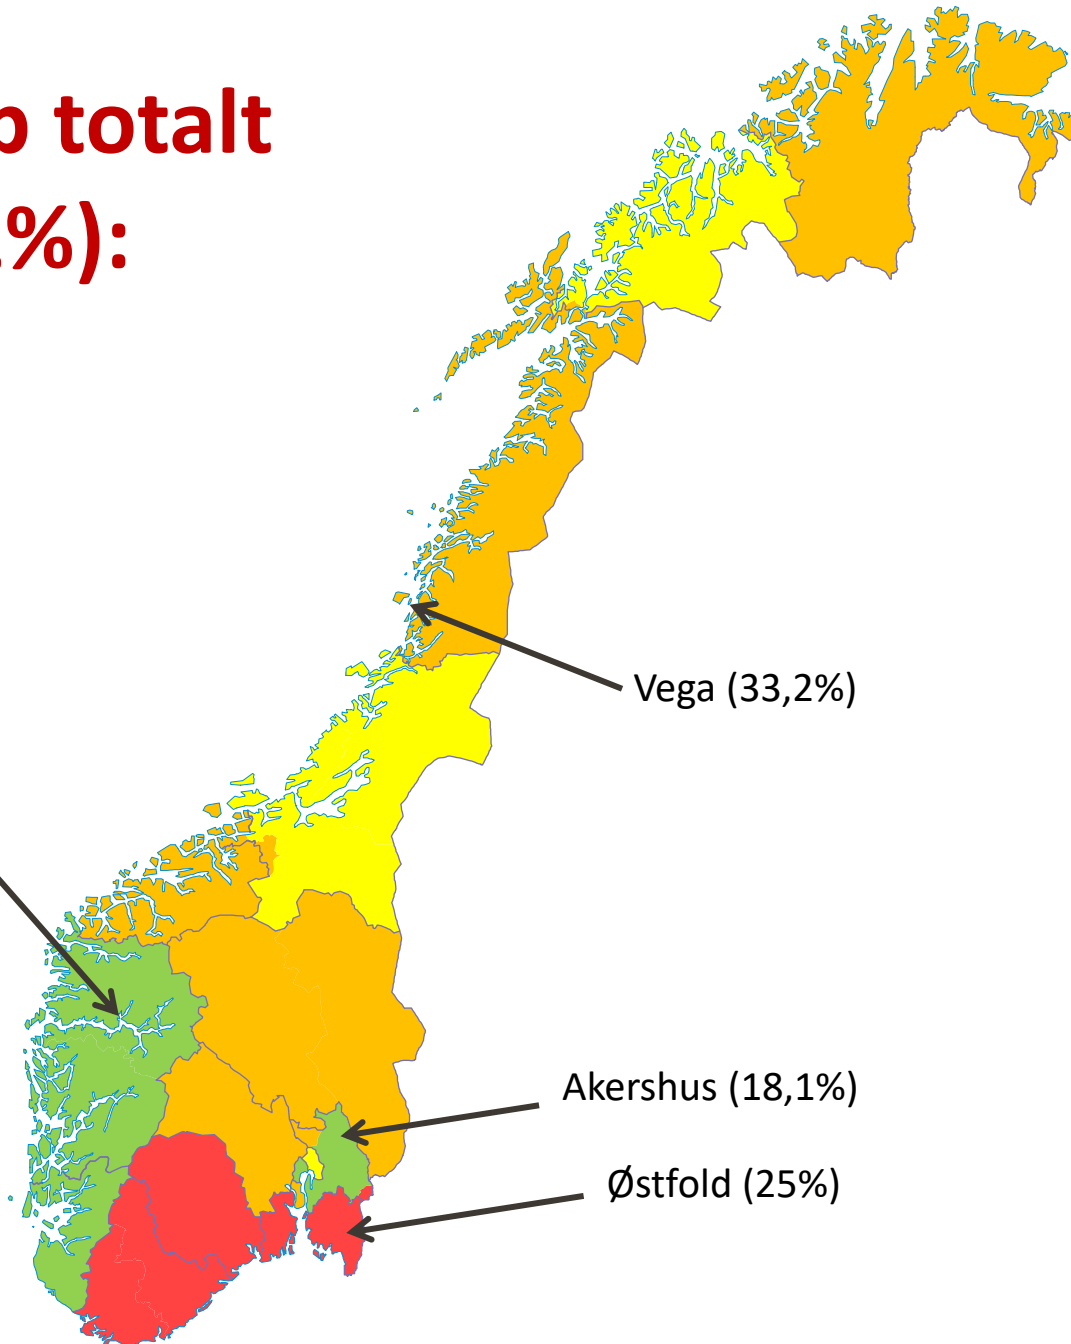 totalt
%):
Vega (33,2%)
Akershus (18,1%)
Østfold (25%)